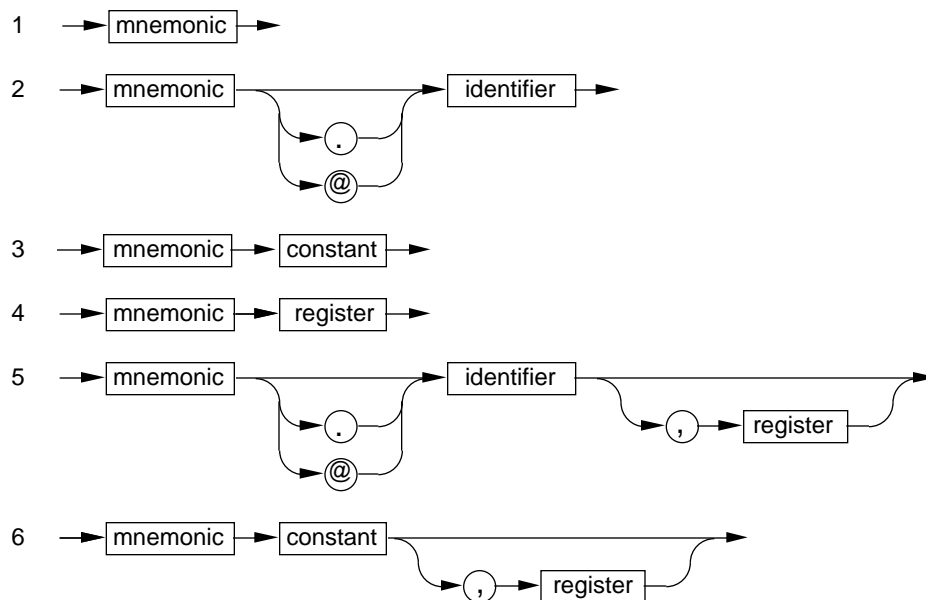 1 mnemonic
2 mnemonic identifier
.
@
3 mnemonic constant
4 mnemonic register
5 mnemonic identifier
. , register
@
6 mnemonic constant
, register